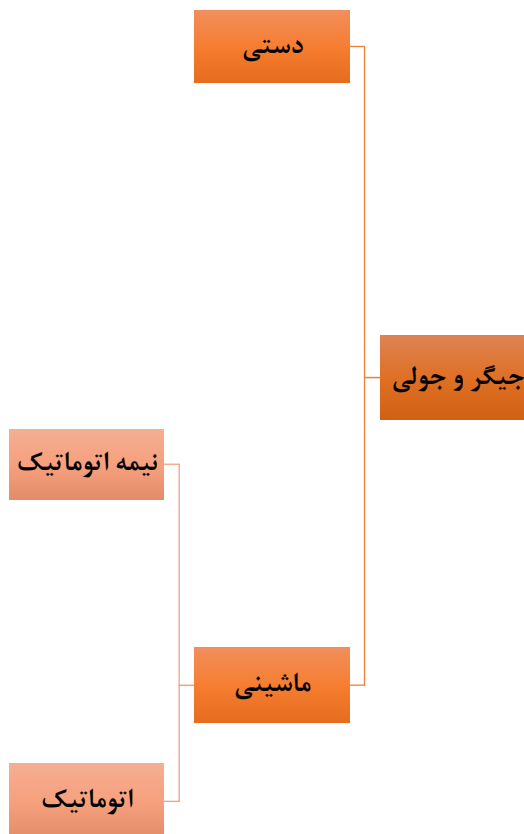 دستی
جیگر و جولی
نیمه اتوماتیک
ماشینی
اتوماتیک